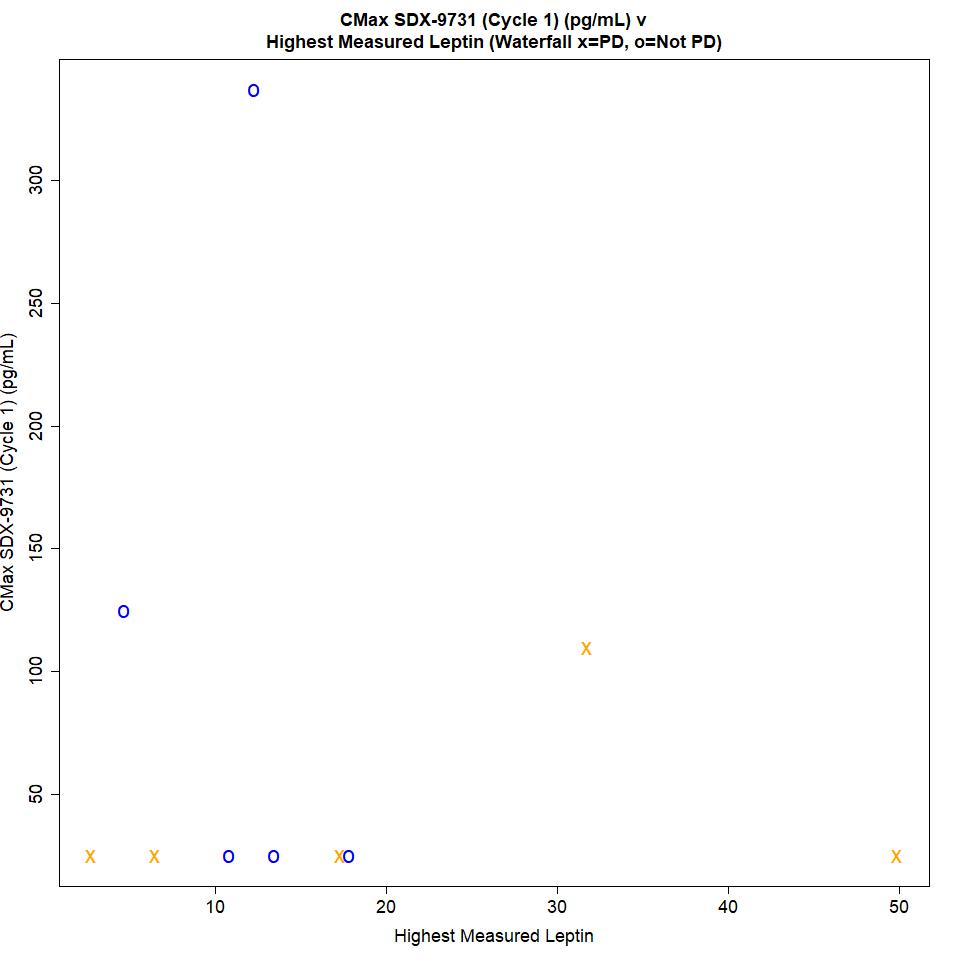 CMax SDX-9731 (Cycle 1) (pg/mL) v
Highest Measured Leptin (Waterfall x=PD, o=Not PD)
CMax SDX-9731 (Cycle 1) (pg/mL)
300
250
200
150
100
50
O
O
X
X
X
O
O
X
O
X
10
20
30
40
50
Highest Measured Leptin